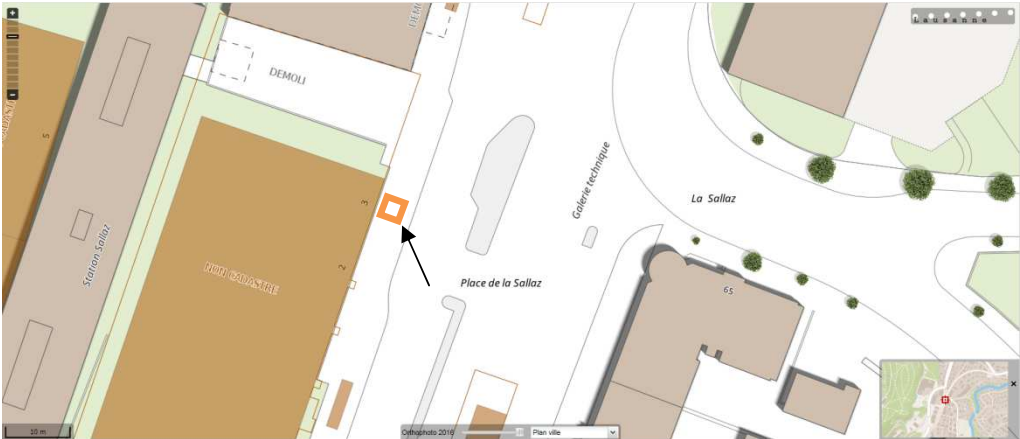 Lausanne
DEMOLI
5
Station Sallaz
3
2
NON CADASTRE
Galerie technique
La Sallaz
Place de la Sallaz
65
10 m
Orthophoto 2016
Plan ville